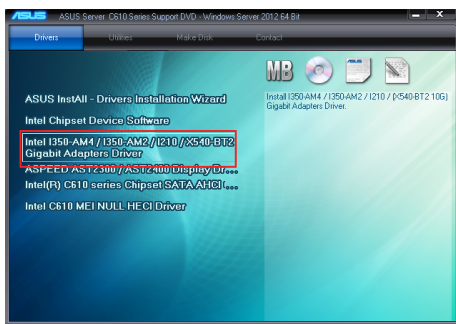 ASUS ASUS Server C610 Series Support DVD - Windows Server 2012 64 Bit
Drivers Utilities Make Disk Contact
MB
ASUS InstAll - Drivers Installation Wizard
Intel Chipset Device Software
Intel I350-AM4 / I350-AM2 / I210 / X540-BT2
Gigabit Adapters Driver
ASPEED AST2300 / AST2400 Display Dr...
Intel(R) C610 series Chipset SATA AHCI (...
Intel C610 MEI NULL HECI Driver
Install I350-AM4 / I350-AM2 / I210 / (X540-BT2 10G)
Gigabit Adapters Driver.